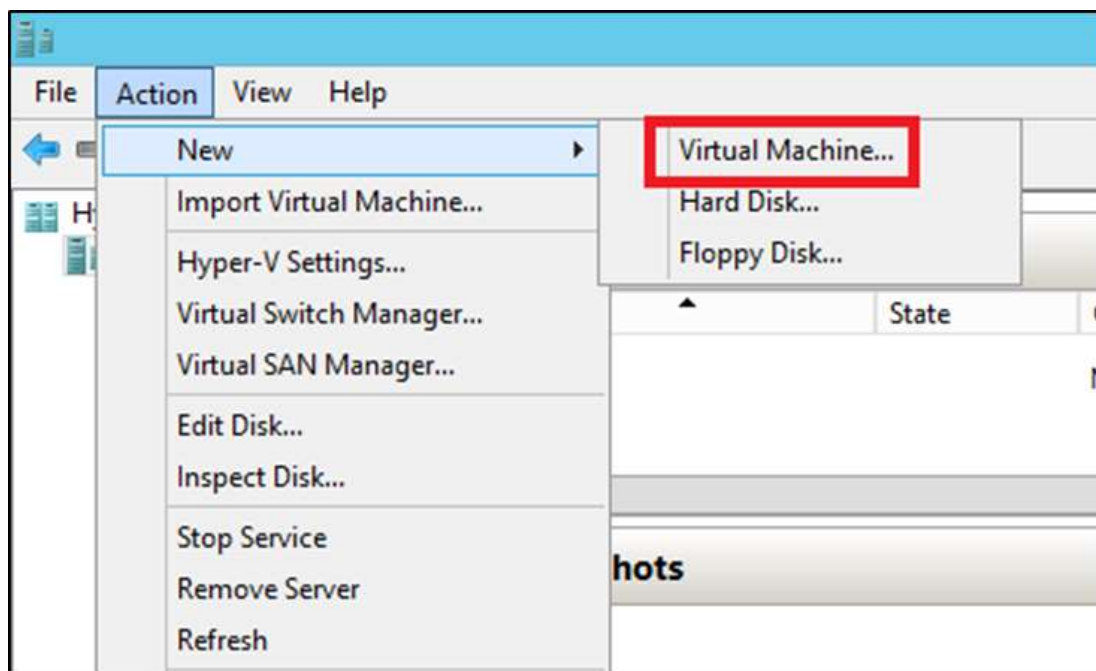 File Action View Help
New Virtual Machine...
Import Virtual Machine... Hard Disk...
Hyper-V Settings... Floppy Disk...
Virtual Switch Manager... State
Virtual SAN Manager...
Edit Disk...
Inspect Disk...
Stop Service
hots
Remove Server
Refresh